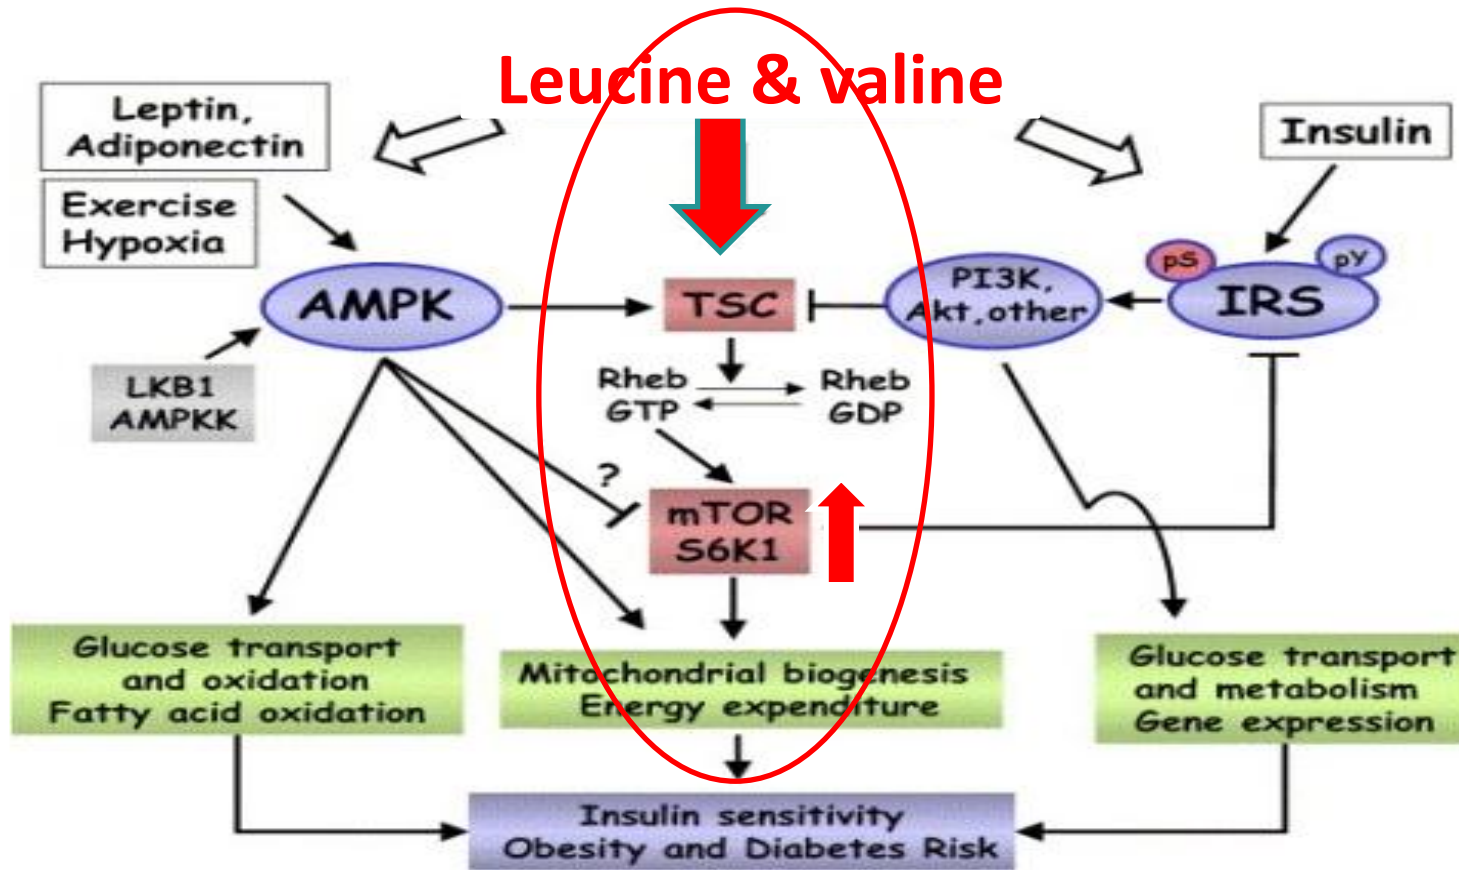 Leucine & valine
Leptin,
Adiponectin
Insulin
Exercise
Hypoxia
pS
pY
AMPK
TSC
PI3K,
Akt,other
IRS
LKB1
AMPKK
Rheb
GTP
Rheb
GDP
?
mTOR
S6K1
Glucose transport
and oxidation
Fatty acid oxidation
Mitochondrial biogenesis
Energy expenditure
Glucose transport
and metabolism
Gene expression
Insulin sensitivity
Obesity and Diabetes Risk